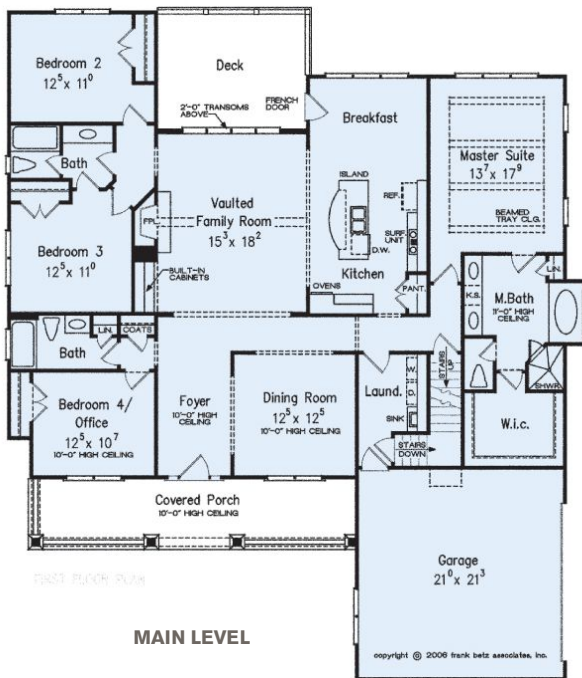 Bedroom 2
12⁵ x 11⁰
Deck
2'-0" TRANSOMS
ABOVE
FRENCH
DOOR
Breakfast
Master Suite
13⁷ x 17⁹
BEAMED
TRAY CLG.
Bath
Bedroom 3
12⁵ x 11⁰
FPL
Vaulted
Family Room
15³ x 18²
BUILT-IN
CABINETS
ISLAND
REF.
SURF.
UNIT
D.W.
Kitchen
OVENS
PANT.
LIN.
K.S.
M.Bath
11'-0" HIGH
CEILING
SHWR.
W.i.c.
Bath
LIN.
COATS
Bedroom 4/
Office
12⁵ x 10⁷
10'-0" HIGH CEILING
Foyer
10'-0" HIGH
CEILING
Dining Room
12⁵ x 12⁵
10'-0" HIGH CEILING
Laund.
W.
D.
SINK
STAIRS
UP
STAIRS
DOWN
Covered Porch
10'-0" HIGH CEILING
Garage
21⁰ x 21³
FIRST FLOOR PLAN
MAIN LEVEL
copyright © 2006 frank betz associates, inc.